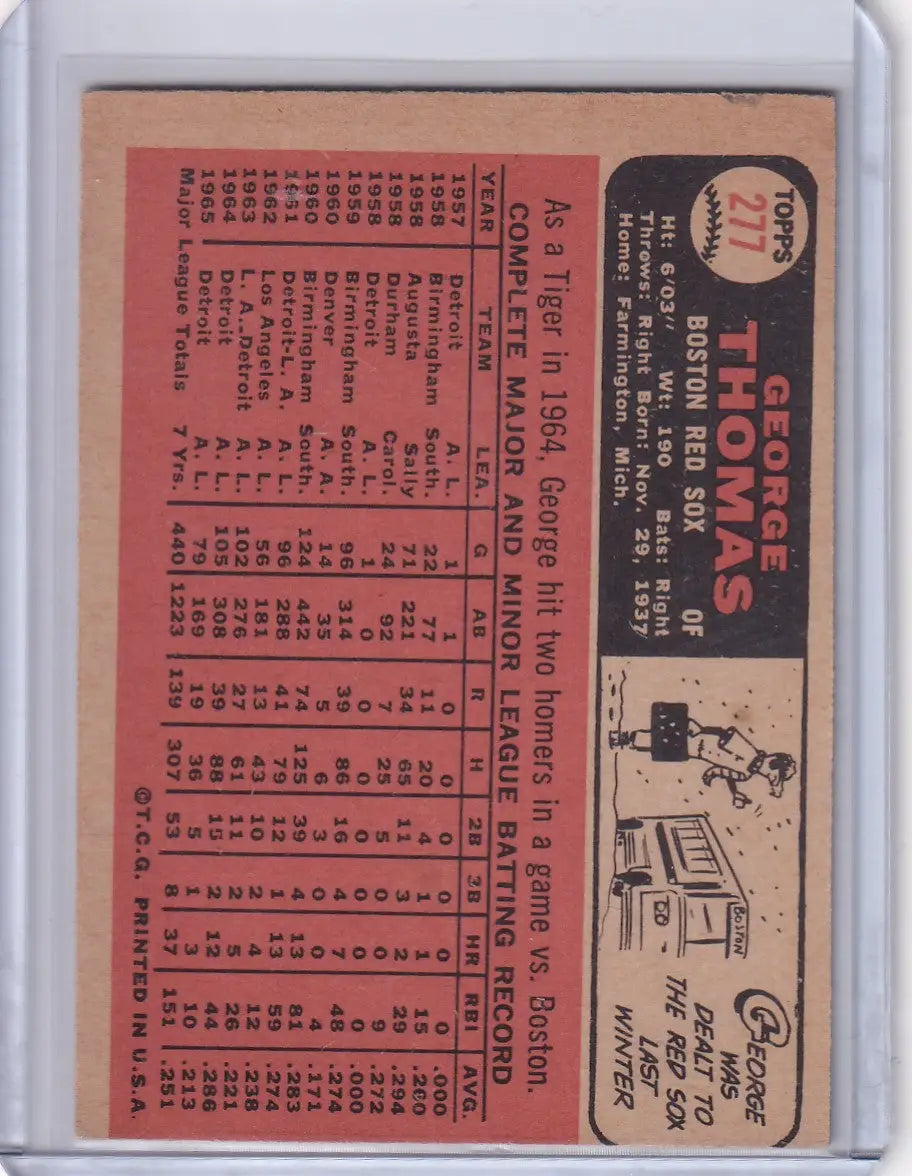 TOPPS
277
GEORGE
THOMAS
OF
BOSTON RED SOX
Ht: 6'03" Wt: 190 Bats: Right
Throws: Right Born: Nov. 29, 1937
Home: Farmington, Mich.
BOSTON
DO
GEORGE
WAS
DEALT TO
THE RED SOX
LAST
WINTER
As a Tiger in 1964, George hit two homers in a game vs. Boston.
COMPLETE MAJOR AND MINOR LEAGUE BATTING RECORD
YEAR TEAM LEA. G AB R H 2B 3B HR RBI AVG.
1957 Detroit A. L. 1 1 0 0 0 0 0 0 .000
1958 Birmingham South. 22 77 11 20 4 1 1 15 .260
1958 Augusta Sally 71 221 34 65 11 3 2 29 .294
1958 Durham Carol. 24 92 7 25 5 0 0 9 .272
1958 Detroit A. L. 1 0 0 0 0 0 0 0 .000
1959 Birmingham South. 96 314 39 86 16 4 7 48 .274
1960 Denver A. A. 14 35 5 6 3 0 0 4 .171
1960 Birmingham South. 124 442 74 125 39 4 13 81 .283
1961 Detroit-L. A. A. L. 96 288 41 79 12 1 13 59 .274
1962 Los Angeles A. L. 56 181 13 43 10 2 4 12 .238
1963 L. A.-Detroit A. L. 102 276 27 61 11 2 5 26 .221
1964 Detroit A. L. 105 308 39 88 15 2 12 44 .286
1965 Detroit A. L. 79 169 19 36 5 1 3 10 .213
Major League Totals 7 Yrs. 440 1223 139 307 53 8 37 151 .251
©T.C.G. PRINTED IN U.S.A.